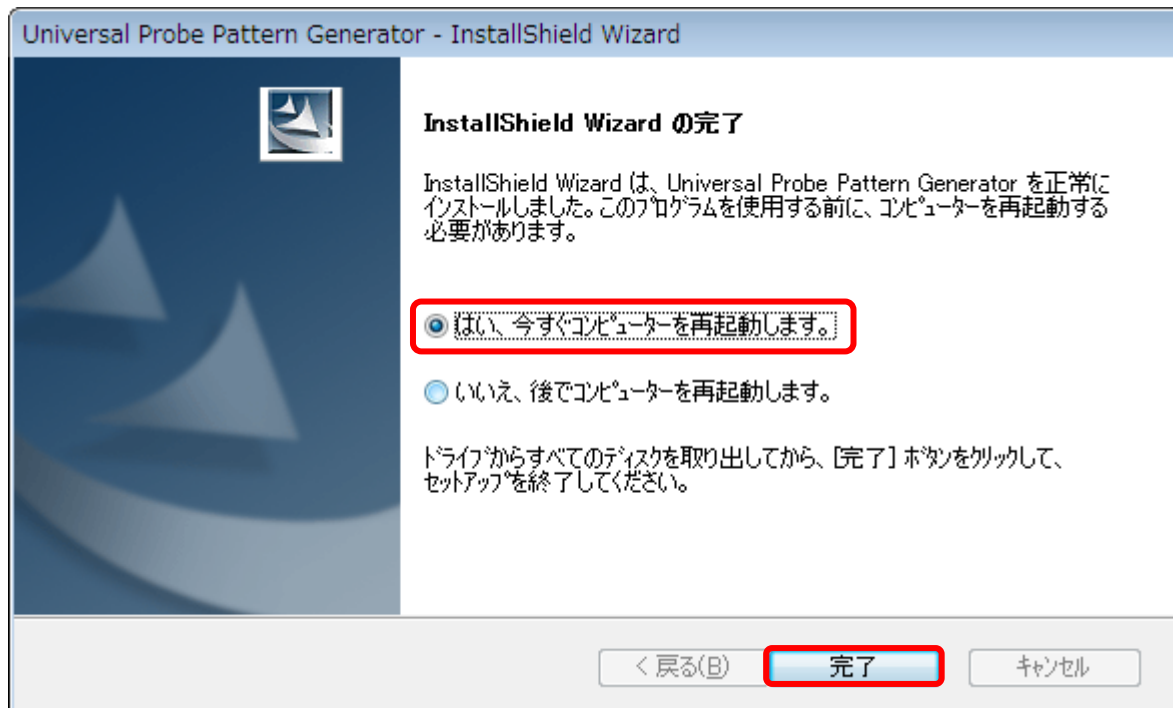 Universal Probe Pattern Generator - InstallShield Wizard
InstallShield Wizard の完了
InstallShield Wizard は、Universal Probe Pattern Generator を正常に
インストールしました。このプログラムを使用する前に、コンピューターを再起動する
必要があります。
はい、今すぐコンピューターを再起動します。
いいえ、後でコンピューターを再起動します。
ドライブからすべてのディスクを取り出してから、[完了] ボタンをクリックして、
セットアップを終了してください。
< 戻る(B)
完了
キャンセル